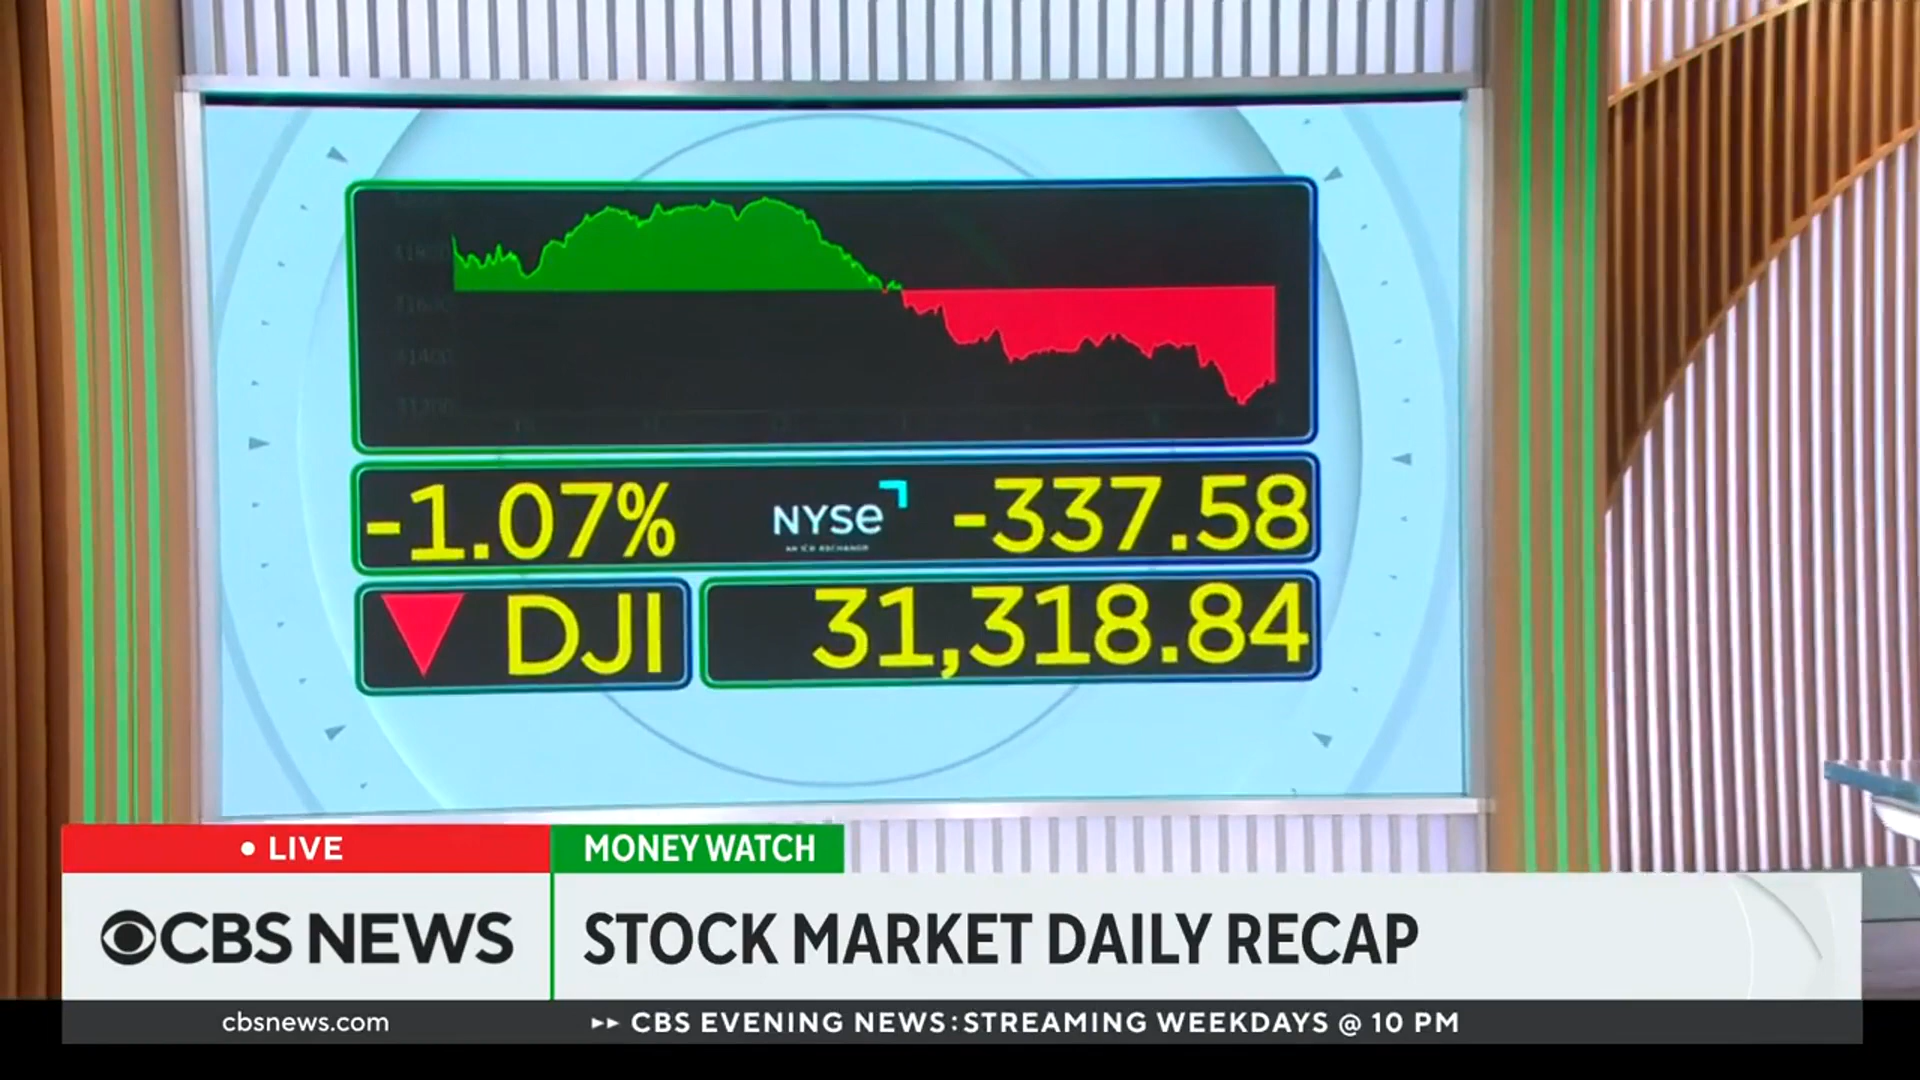 -1.07%
NYSE
-337.58
DJI
31,318.84
LIVE
MONEY WATCH
CBS NEWS
STOCK MARKET DAILY RECAP
cbsnews.com
CBS EVENING NEWS: STREAMING WEEKDAYS @ 10 PM